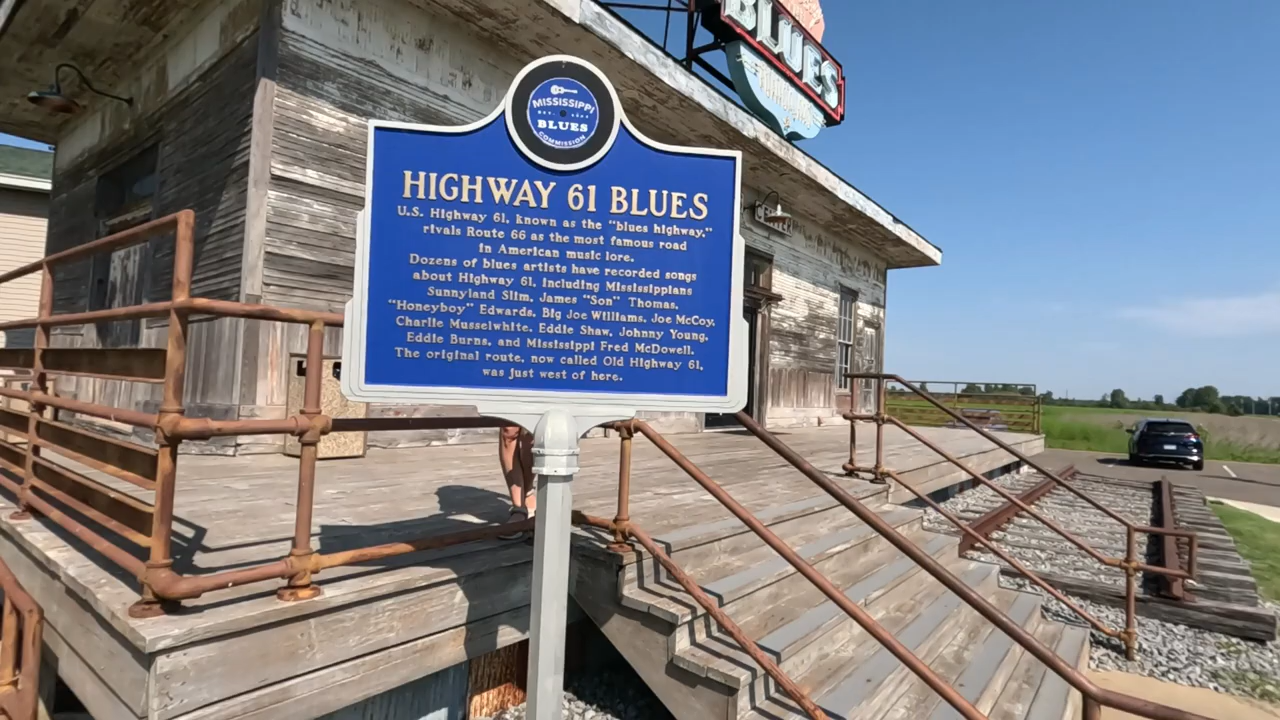 BLUES
MISSISSIPPI
BLUES
COMMISSION
HIGHWAY 61 BLUES
U.S. Highway 61, known as the "blues highway,"
rivals Route 66 as the most famous road
in American music lore.
Dozens of blues artists have recorded songs
about Highway 61, including Mississippians
Sunnyland Slim, James "Son" Thomas,
"Honeyboy" Edwards, Big Joe Williams, Joe McCoy,
Charlie Musselwhite, Eddie Shaw, Johnny Young,
Eddie Burns, and Mississippi Fred McDowell.
The original route, now called Old Highway 61,
was just west of here.
CENTER